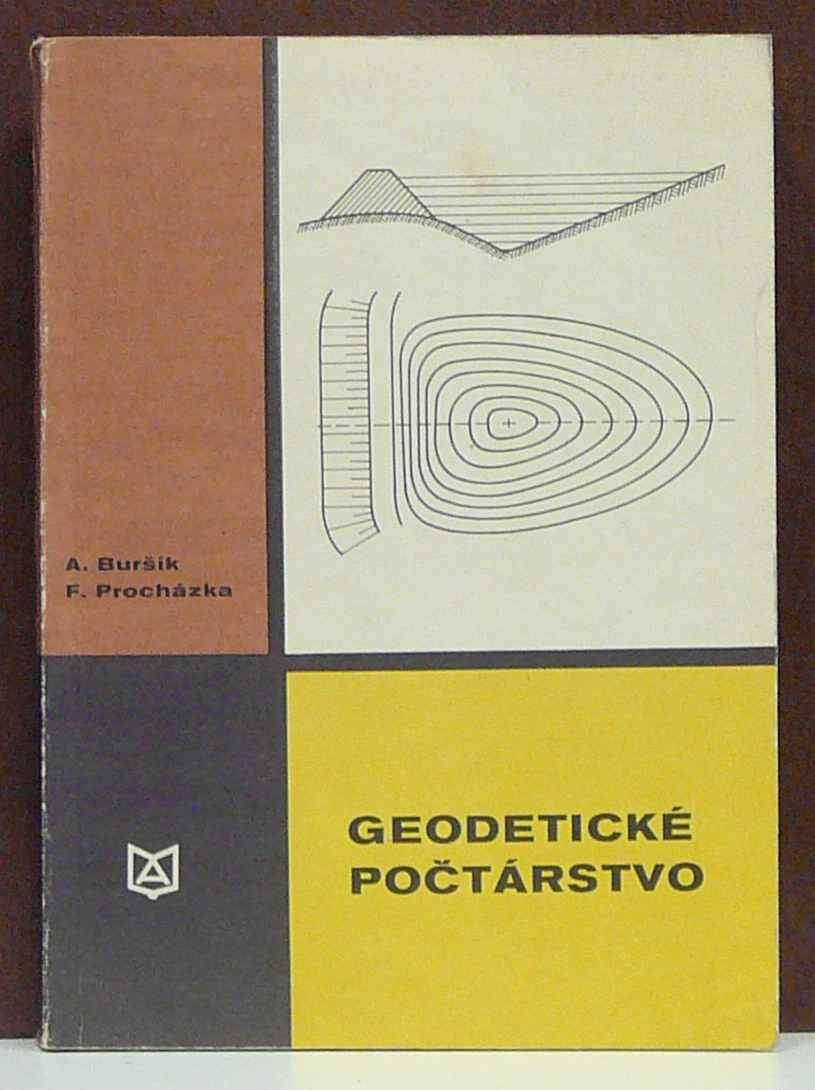 A. Buršík
F. Procházka
GEODETICKÉ
POČTÁRSTVO